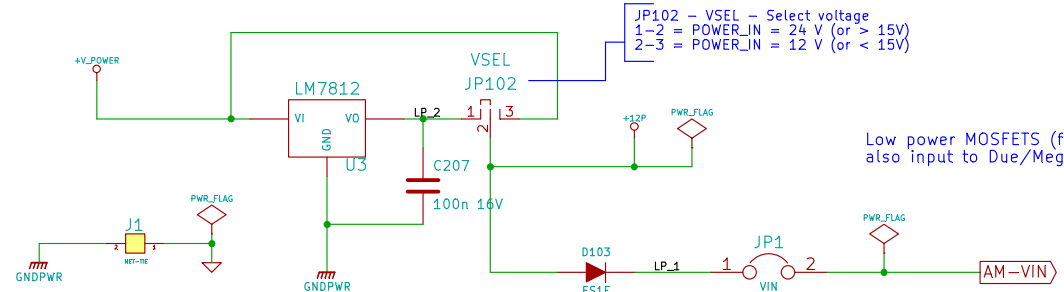 JP102 – VSEL – Select voltage
1–2 = POWER_IN = 24 V (or > 15V)
2–3 = POWER_IN = 12 V (or < 15V)
+V_POWER
VSEL
JP102
LM7812
VI
VO
GND
U3
LP_2
1
3
2
+12P
PWR_FLAG
Low power MOSFETS (f
also input to Due/Meg
C207
100n 16V
PWR_FLAG
J1
2
1
NET-TIE
GNDPWR
GNDPWR
D103
ES1F
LP_1
JP1
1
2
VIN
PWR_FLAG
AM–VIN